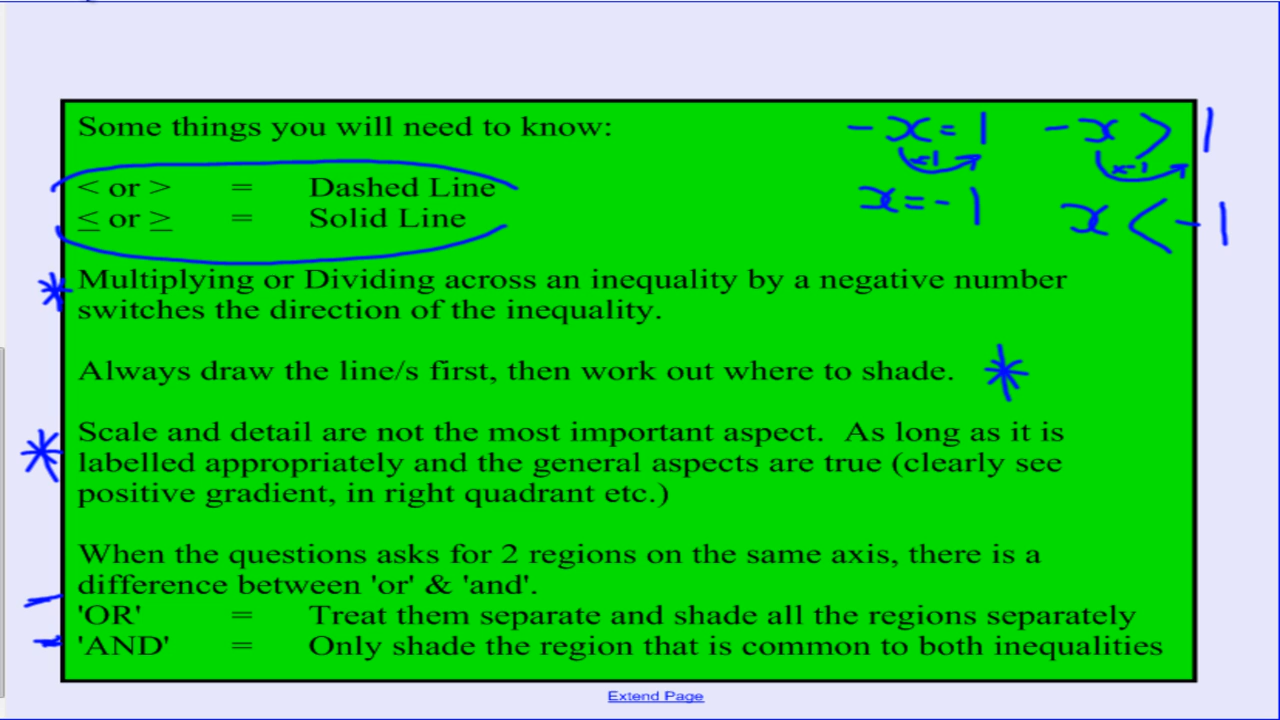 Some things you will need to know:
-x = 1
-x > 1
x-1
x-1
< or > = Dashed Line
x = -1
x < -1
≤ or ≥ = Solid Line
Multiplying or Dividing across an inequality by a negative number
switches the direction of the inequality.
Always draw the line/s first, then work out where to shade.
Scale and detail are not the most important aspect. As long as it is
labelled appropriately and the general aspects are true (clearly see
positive gradient, in right quadrant etc.)
When the questions asks for 2 regions on the same axis, there is a
difference between 'or' & 'and'.
'OR' = Treat them separate and shade all the regions separately
'AND' = Only shade the region that is common to both inequalities
Extend Page